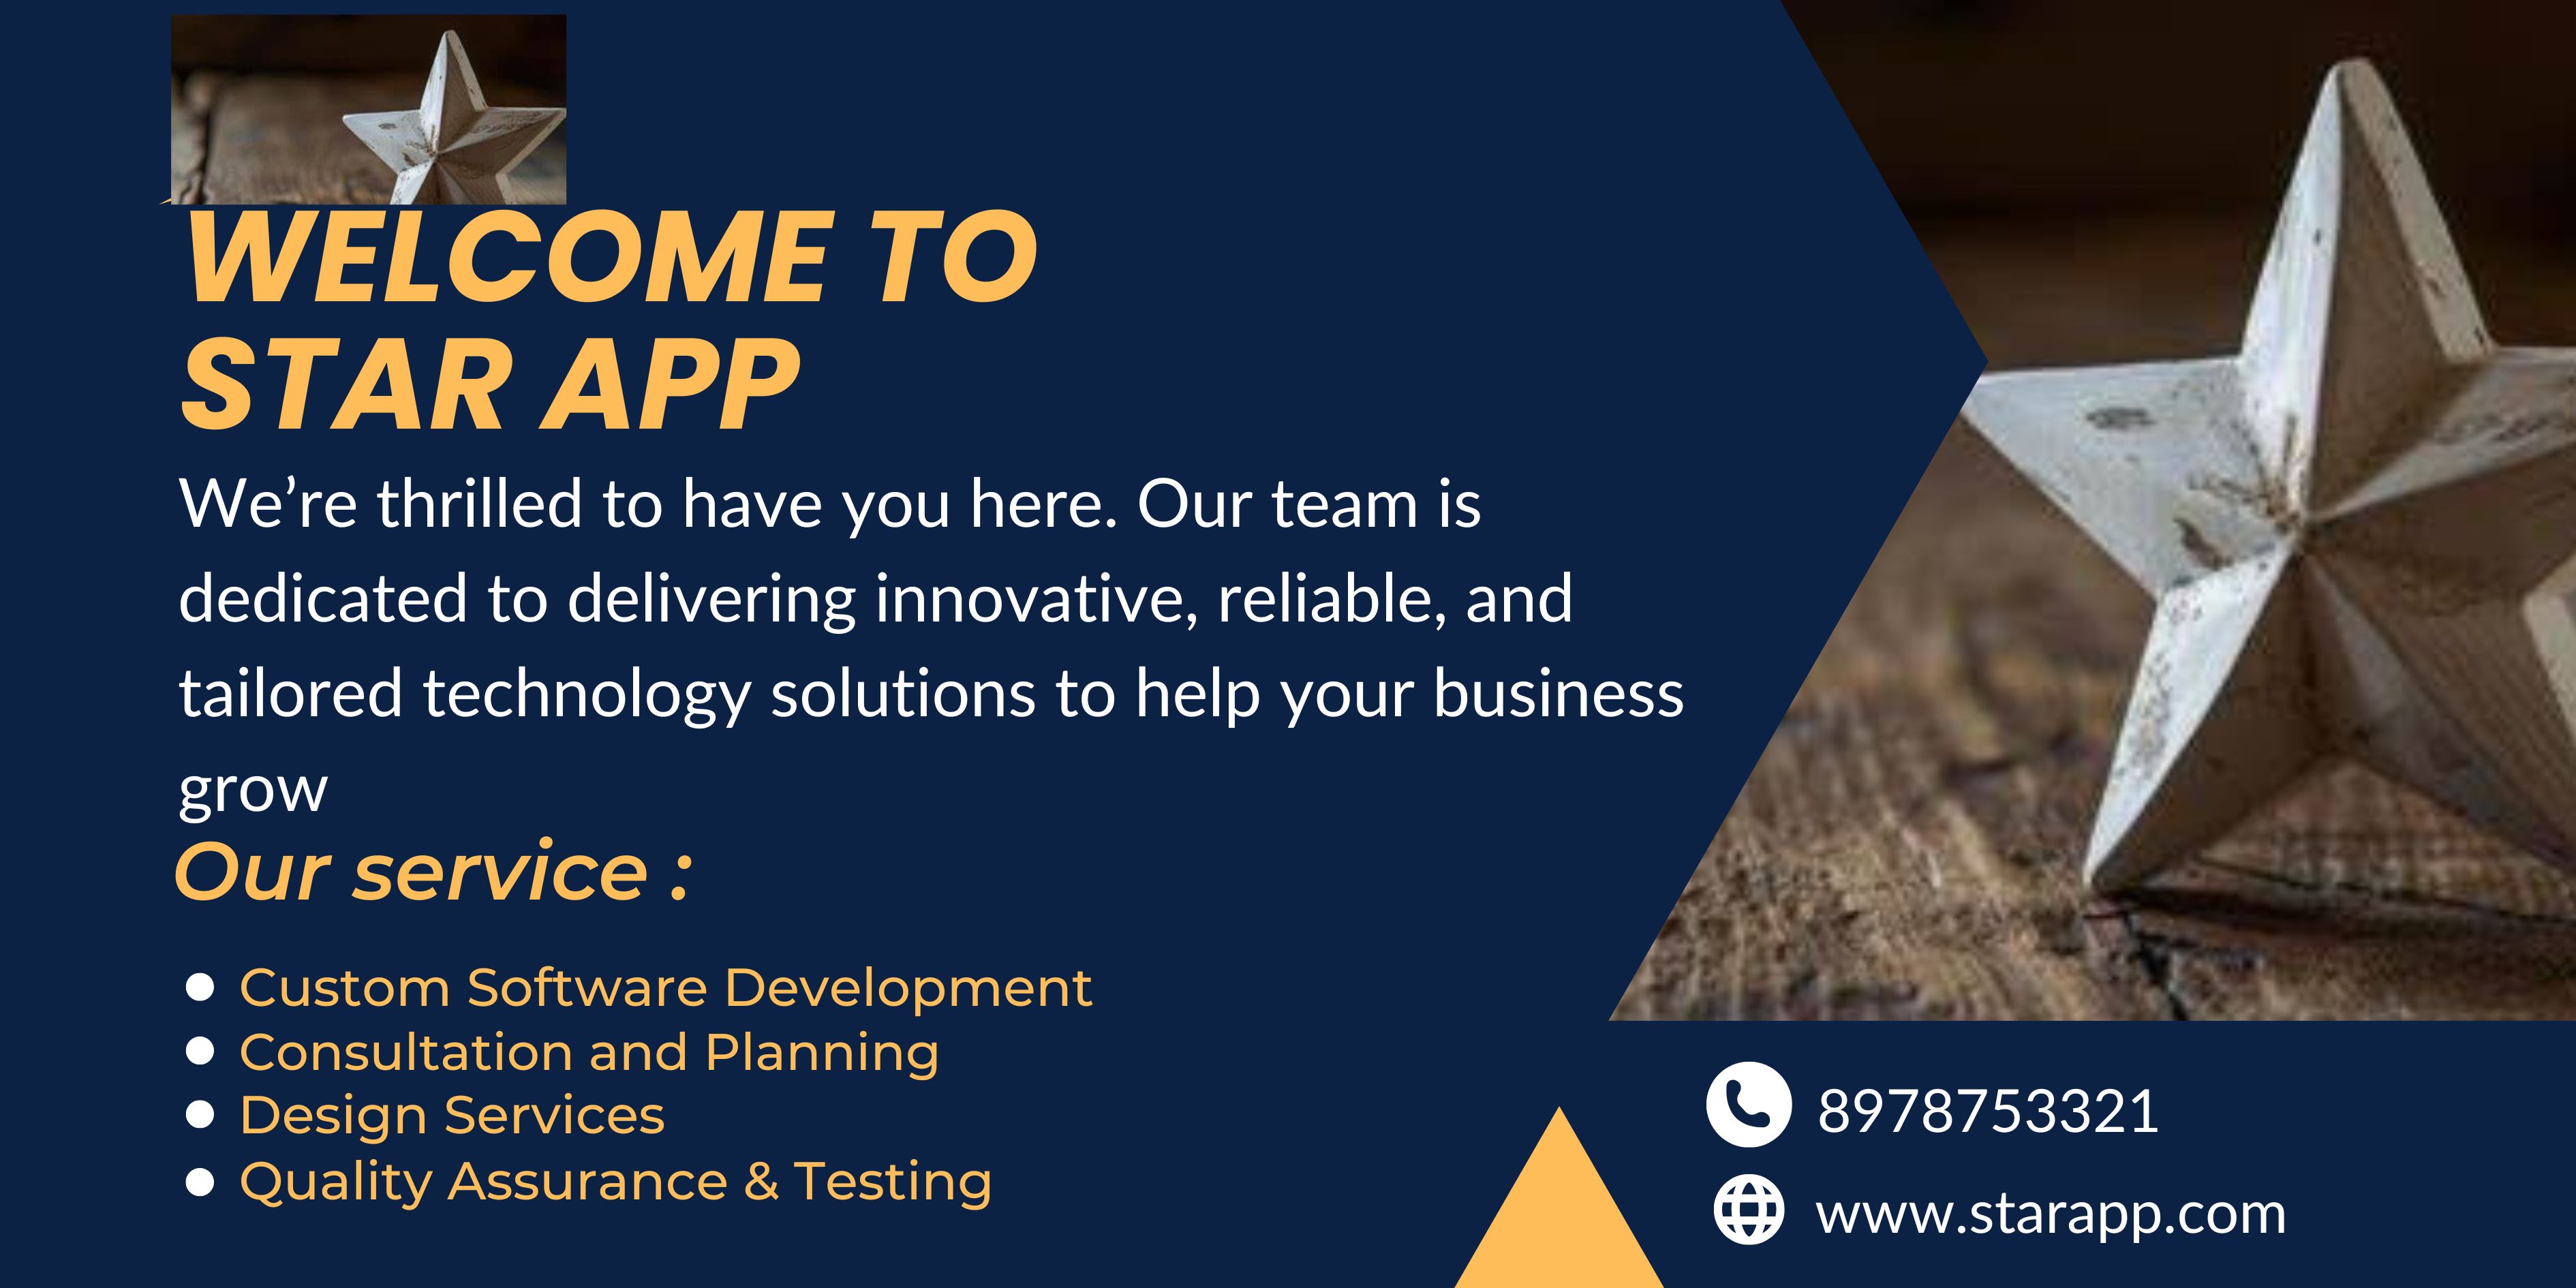 WELCOME TO
STAR APP
We’re thrilled to have you here. Our team is
dedicated to delivering innovative, reliable, and
tailored technology solutions to help your business
grow
Our service :
Custom Software Development
Consultation and Planning
Design Services
Quality Assurance & Testing
8978753321
www.starapp.com